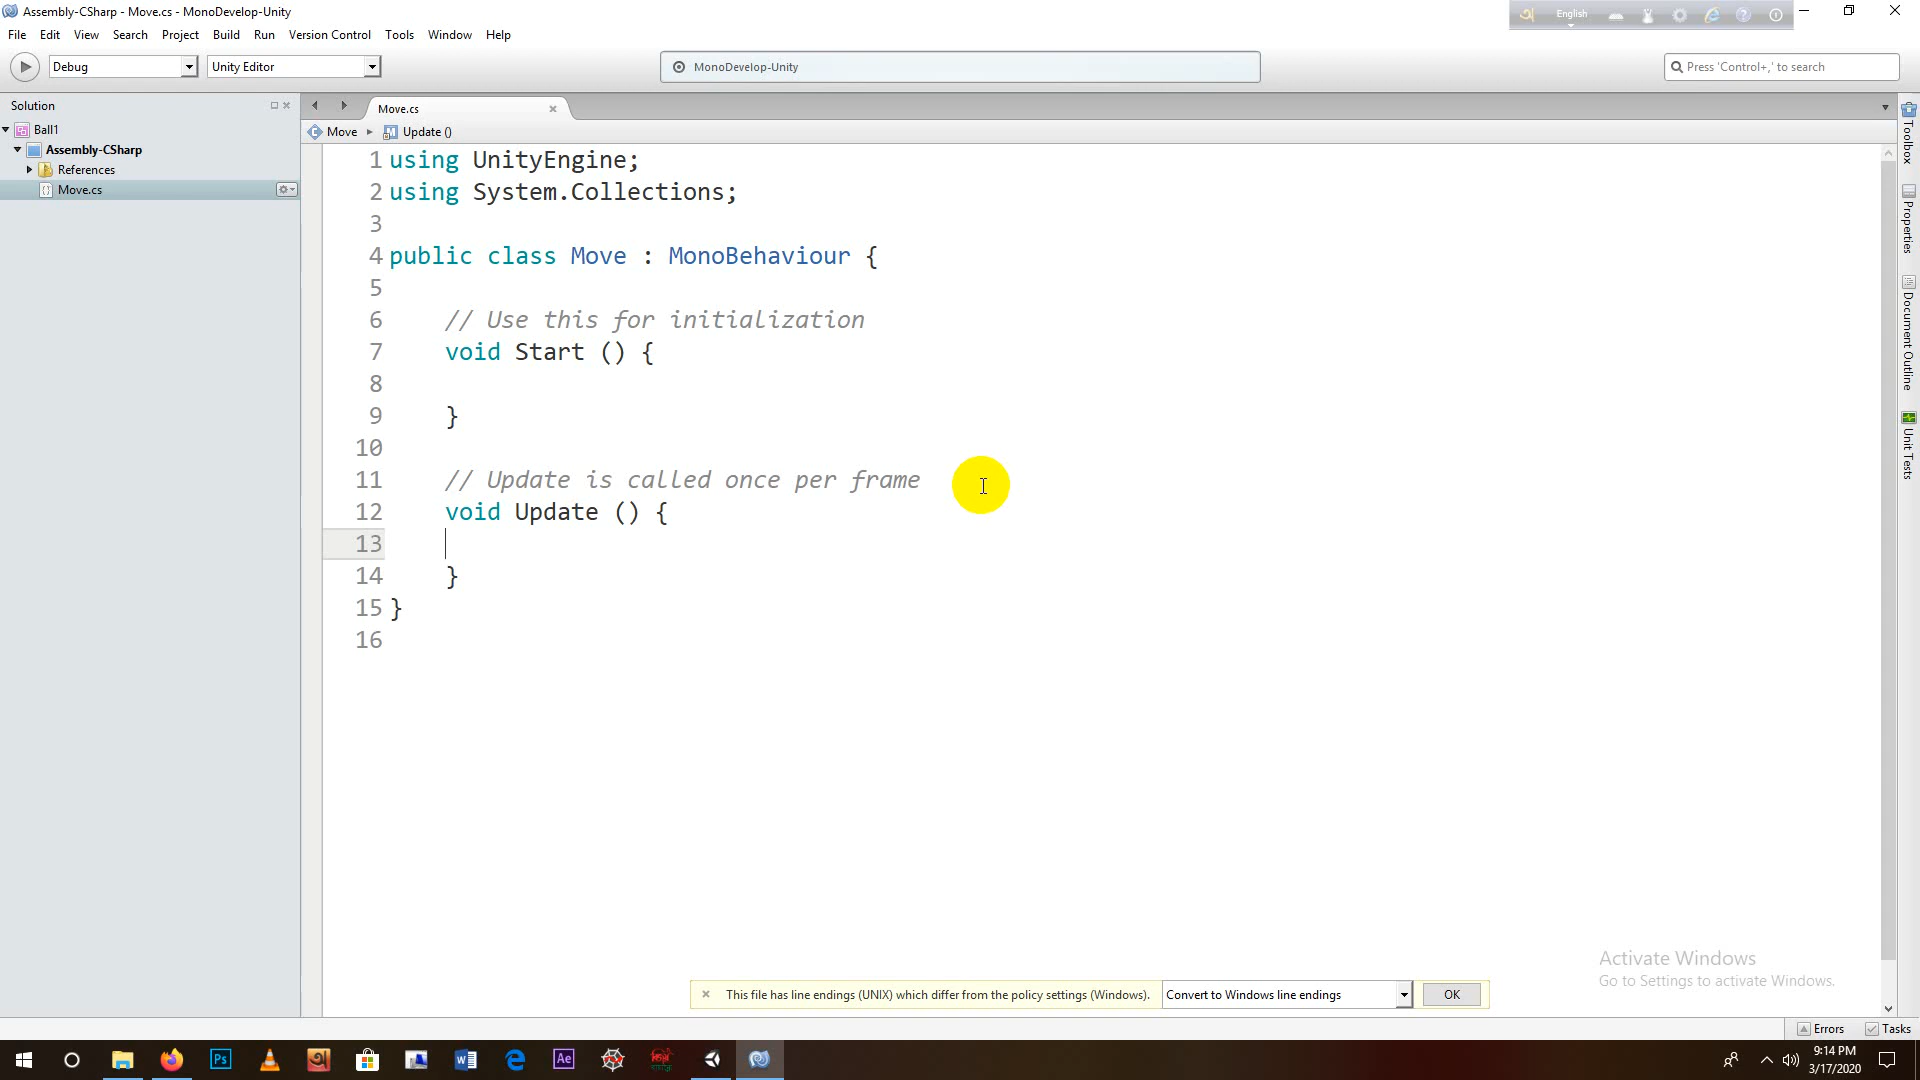 Assembly-CSharp - Move.cs - MonoDevelop-Unity
English
File Edit View Search Project Build Run Version Control Tools Window Help
Debug
Unity Editor
MonoDevelop-Unity
Press 'Control+,' to search
Solution
Move.cs
Ball1
Move
Update ()
Assembly-CSharp
References
Move.cs
1 using UnityEngine;
2 using System.Collections;
3
4 public class Move : MonoBehaviour {
5
6 // Use this for initialization
7 void Start () {
8
9 }
10
11 // Update is called once per frame
12 void Update () {
13
14 }
15 }
16
Toolbox
Properties
Document Outline
Unit Tests
Activate Windows
Go to Settings to activate Windows.
This file has line endings (UNIX) which differ from the policy settings (Windows).
Convert to Windows line endings
OK
Errors
Tasks
Ps
Ae
9:14 PM
3/17/2020